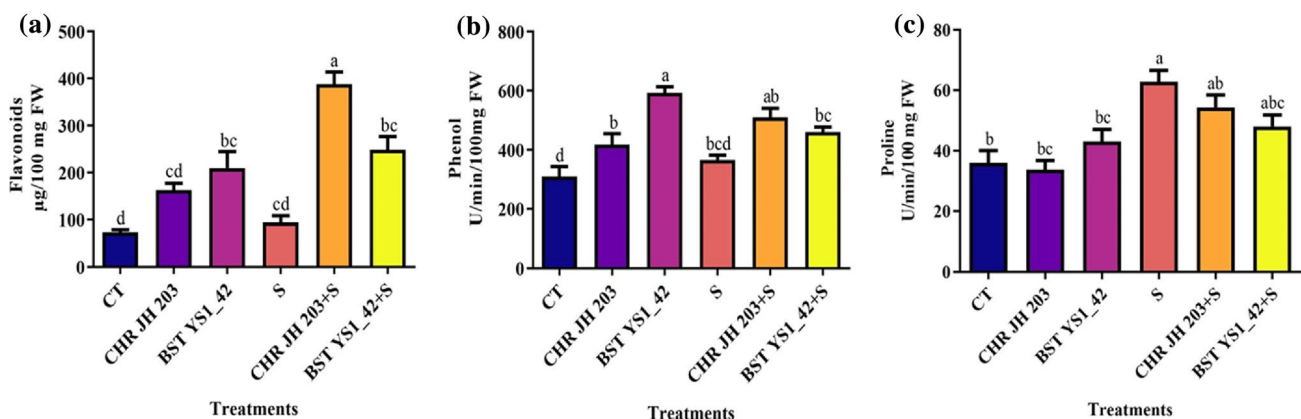 (a)
500
400
300
200
100
0
Flavonoids
µg/100 mg FW
d
cd
bc
cd
a
bc
CT
CHR JH 203
BST YS1_42
S
CHR JH 203+S
BST YS1_42+S
Treatments
(b)
800
600
400
200
0
Phenol
U/min/100mg FW
d
b
a
bcd
ab
bc
CT
CHR JH 203
BST YS1_42
S
CHR JH 203+S
BST YS1_42+S
Treatments
(c)
80
60
40
20
0
Proline
U/min/100 mg FW
b
bc
bc
a
ab
abc
CT
CHR JH 203
BST YS1_42
S
CHR JH 203+S
BST YS1_42+S
Treatments